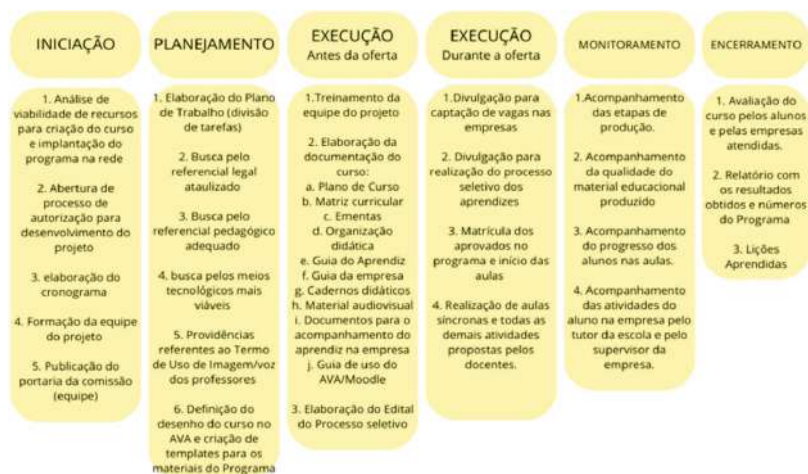 INICIAÇÃO
1. Análise de
viabilidade de recursos
para criação do curso
e implantação do
programa na rede
2. Abertura de
processo de
autorização para
desenvolvimento do
projeto
3. elaboração do
cronograma
4. Formação da equipe
do projeto
5. Publicação do
portaria da comissão
(equipe)
PLANEJAMENTO
1. Elaboração do Plano
de Trabalho (divisão
de tarefas)
2. Busca pelo
referencial legal
ataulizado
3. Busca pelo
referencial pedagógico
adequado
4. busca pelos meios
tecnológicos mais
viáveis
5. Providências
referentes ao Termo
de Uso de Imagem/voz
dos professores
6. Definição do
desenho do curso no
AVA e criação de
templates para os
materiais do Programa
EXECUÇÃO
Antes da oferta
1.Treinamento da
equipe do projeto
2. Elaboração da
documentação do
curso:
a. Plano de Curso
b. Matriz curricular
c. Ementas
d. Organização
didática
e. Guia do Aprendiz
f. Guia da empresa
g. Cadernos didáticos
h. Material audiovisual
i. Documentos para o
acompanhamento do
aprendiz na empresa
j. Guia de uso do
AVA/Moodle
3. Elaboração do Edital
do Processo seletivo
EXECUÇÃO
Durante a oferta
1.Divulgação para
captação de vagas nas
empresas
2. Divulgação para
realização do processo
seletivo dos
aprendizes
3. Matrícula dos
aprovados no
programa e início das
aulas
4. Realização de aulas
síncronas e todas as
demais atividades
propostas pelos
docentes.
MONITORAMENTO
1.Acompanhamento
das etapas de
produção.
2. Acompanhamento
da qualidade do
material educacional
produzido
3. Acompanhamento
do progresso dos
alunos nas aulas.
4. Acompanhamento
das atividades do
aluno na empresa pelo
tutor da escola e pelo
supervisor da
empresa.
ENCERRAMENTO
1. Avaliação do
curso pelos alunos
e pelas empresas
atendidas.
2. Relatório com
os resultados
obtidos e números
do Programa
3. Lições
Aprendidas